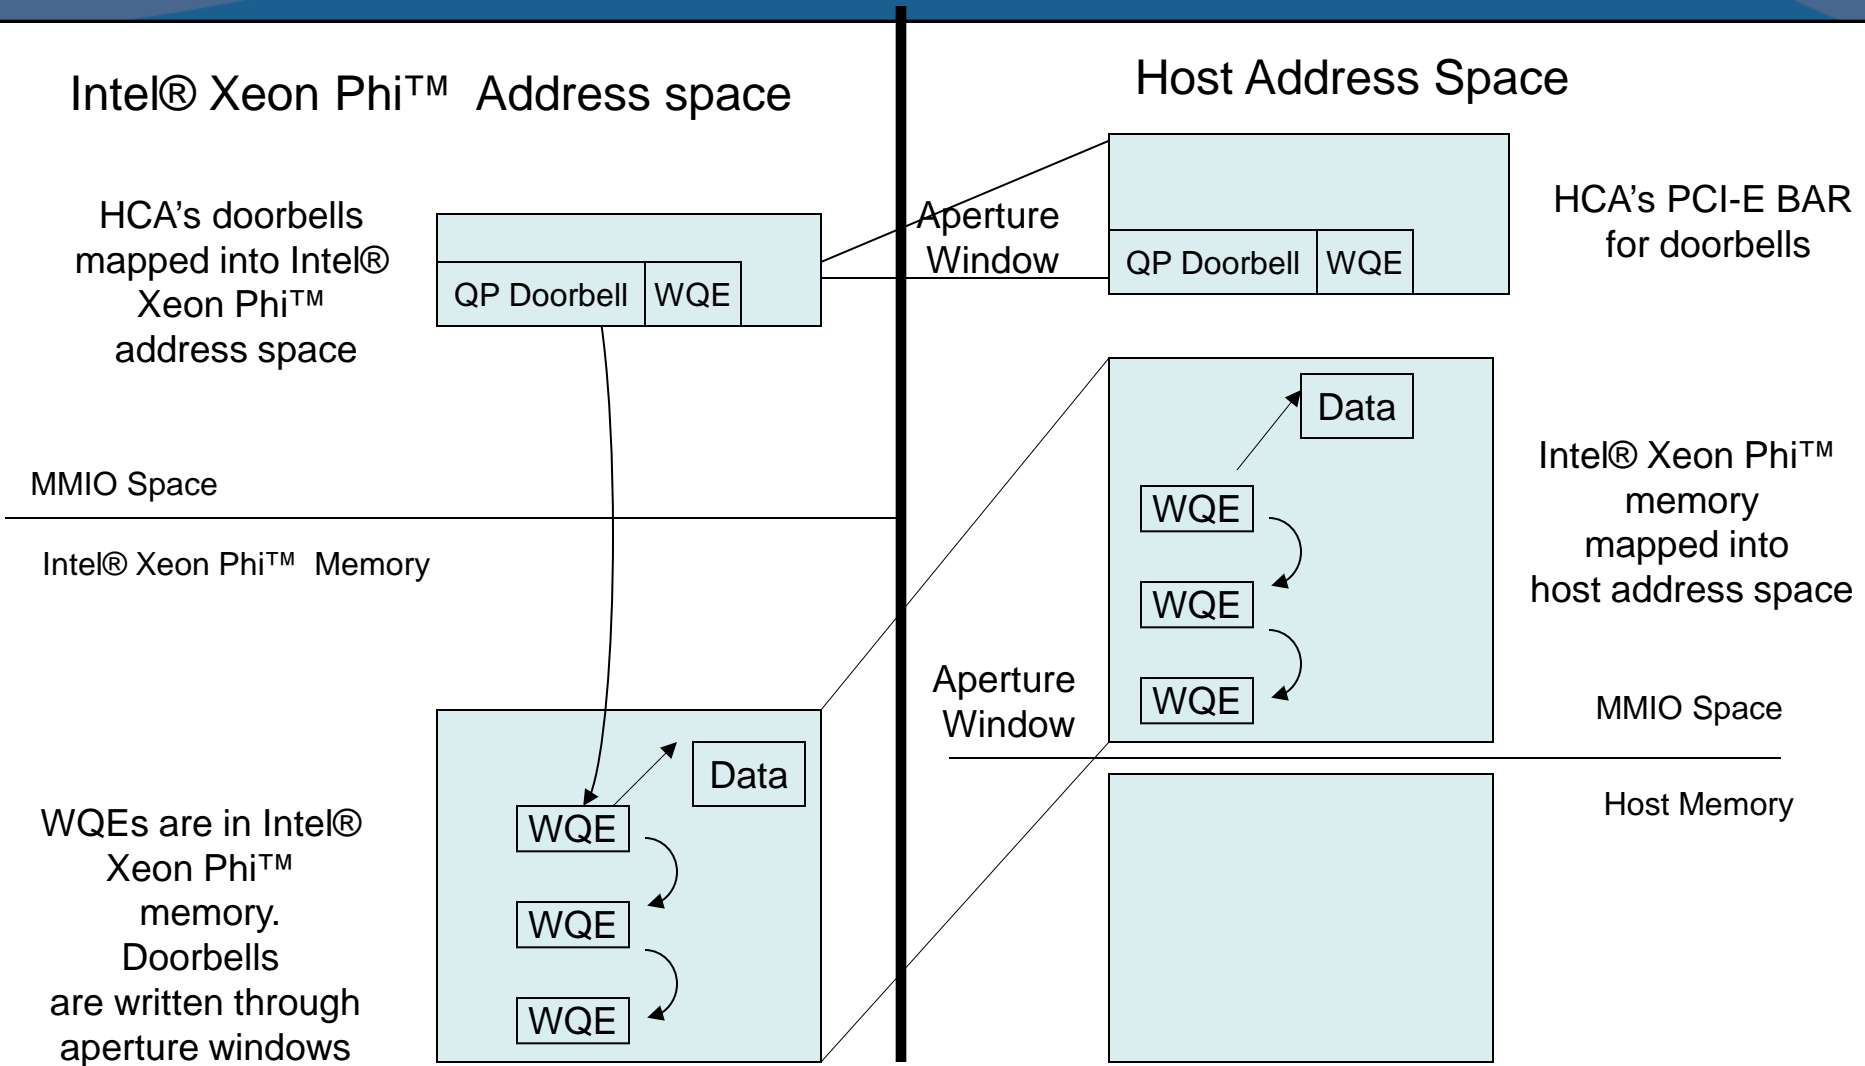 Intel® Xeon Phi™ Address space
HCA's doorbells
mapped into Intel®
Xeon Phi™
address space
QP Doorbell
WQE
MMIO Space
Intel® Xeon Phi™ Memory
WQEs are in Intel®
Xeon Phi™
memory.
Doorbells
are written through
aperture windows
Data
WQE
WQE
WQE
Host Address Space
Aperture
Window
QP Doorbell
WQE
HCA's PCI-E BAR
for doorbells
Data
WQE
WQE
WQE
Intel® Xeon Phi™
memory
mapped into
host address space
Aperture
Window
MMIO Space
Host Memory